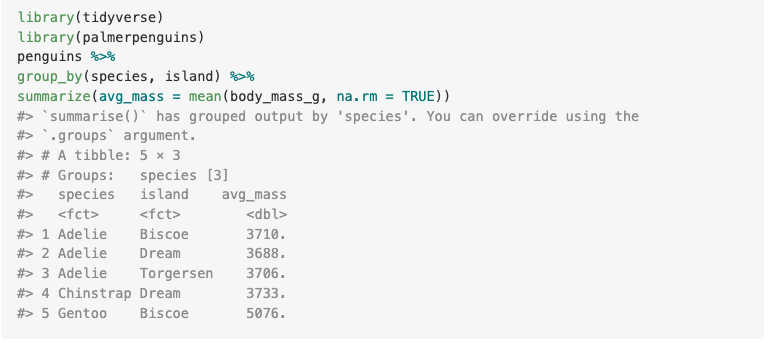 library(tidyverse)
library(palmerpenguins)
penguins %>%
group_by(species, island) %>%
summarize(avg_mass = mean(body_mass_g, na.rm = TRUE))
#> `summarise()` has grouped output by 'species'. You can override using the
#> `.groups` argument.
#> # A tibble: 5 × 3
#> # Groups:   species [3]
#>   species   island    avg_mass
#>   <fct>     <fct>        <dbl>
#> 1 Adelie    Biscoe       3710.
#> 2 Adelie    Dream        3688.
#> 3 Adelie    Torgersen    3706.
#> 4 Chinstrap Dream        3733.
#> 5 Gentoo    Biscoe       5076.